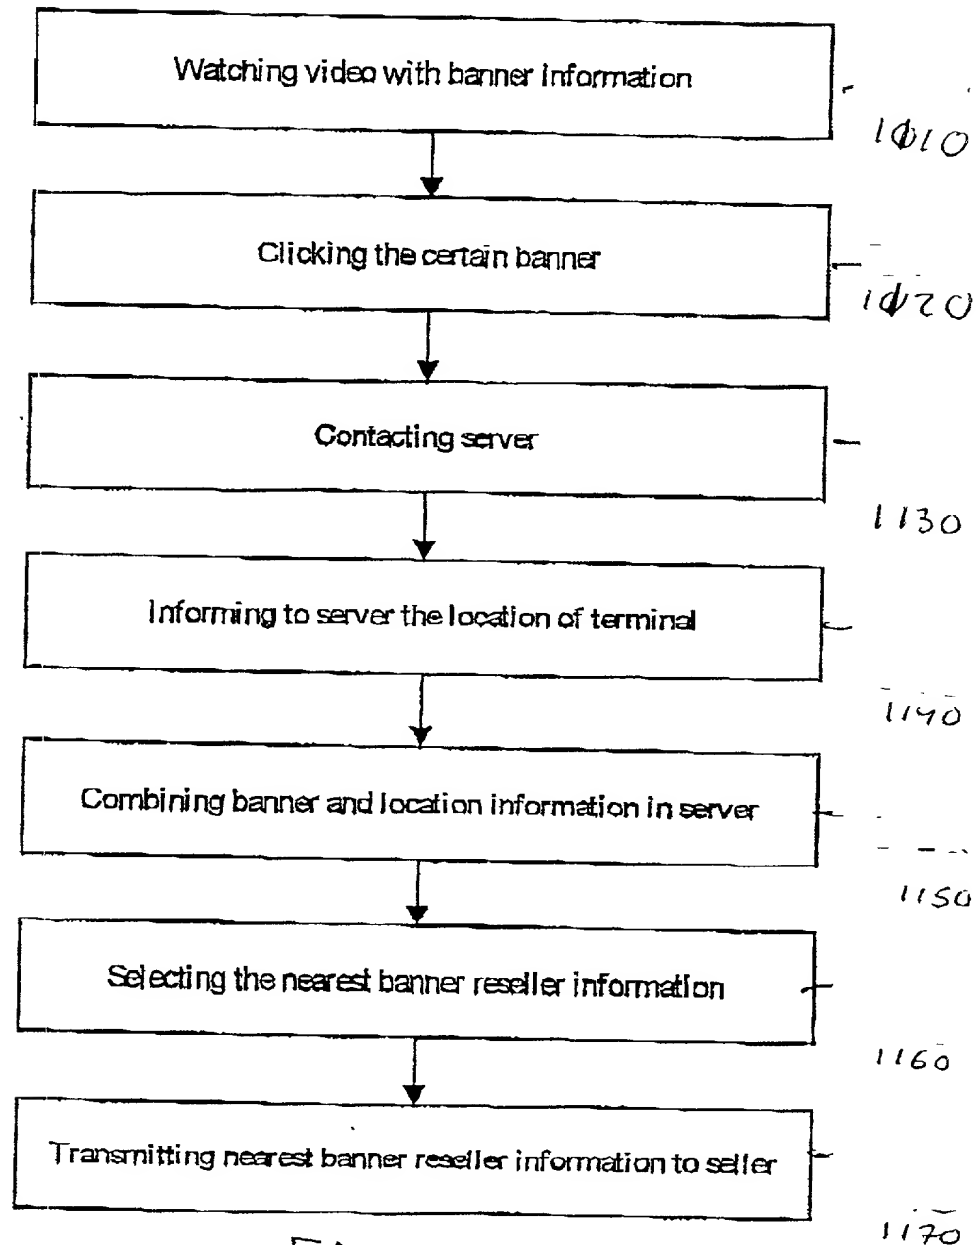 Watching video with banner information
1010
Clicking the certain banner
1020
Contacting server
1130
Informing to server the location of terminal
1140
Combining banner and location information in server
1150
Selecting the nearest banner reseller information
1160
Transmitting nearest banner reseller information to seller
1170